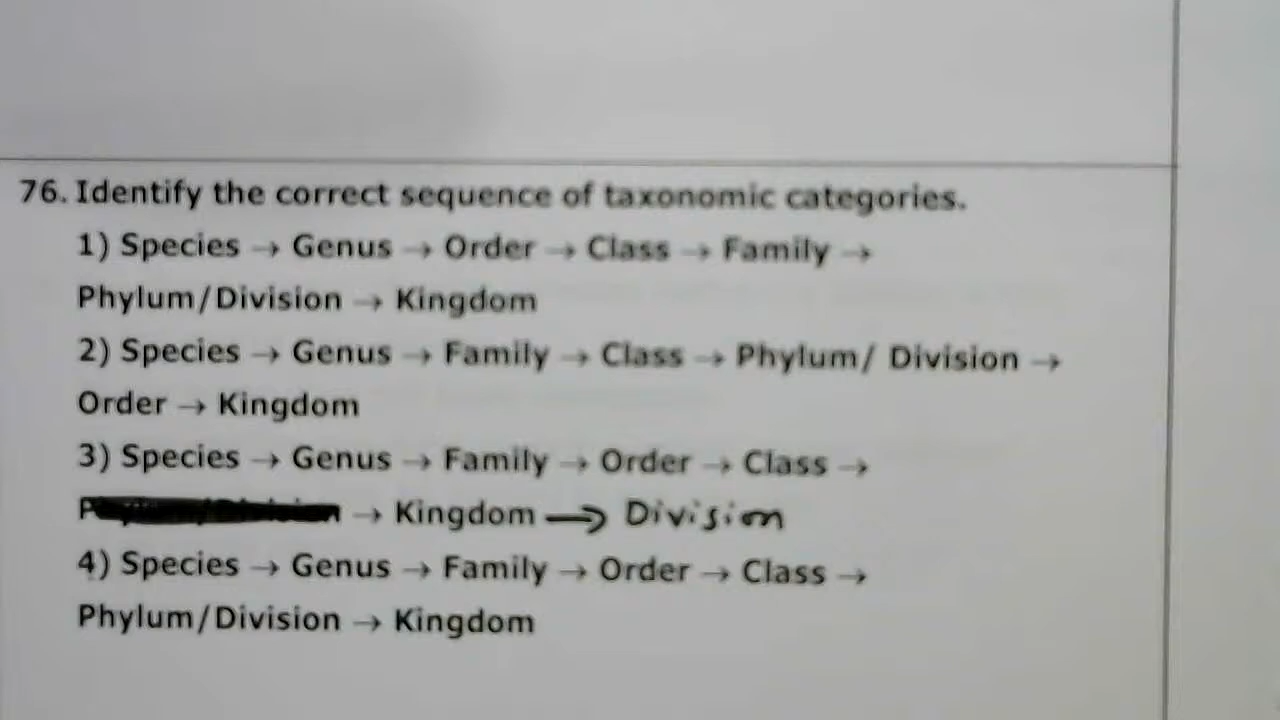 76. Identify the correct sequence of taxonomic categories.
1) Species → Genus → Order → Class → Family →
Phylum/Division → Kingdom
2) Species → Genus → Family → Class → Phylum/ Division →
Order → Kingdom
3) Species → Genus → Family → Order → Class →
→ Kingdom → Division
4) Species → Genus → Family → Order → Class →
Phylum/Division → Kingdom